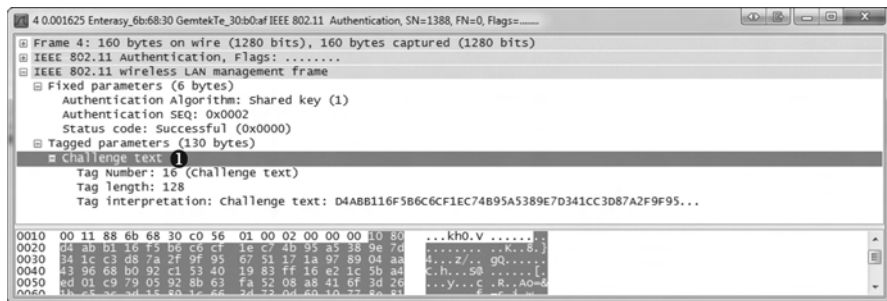 4 0.001625 Enterasy_6b:68:30 GemtekTe_30:b0:af IEEE 802.11 Authentication, SN=1388, FN=0, Flags=........
Frame 4: 160 bytes on wire (1280 bits), 160 bytes captured (1280 bits)
IEEE 802.11 Authentication, Flags: ........
IEEE 802.11 wireless LAN management frame
Fixed parameters (6 bytes)
Authentication Algorithm: Shared key (1)
Authentication SEQ: 0x0002
Status code: Successful (0x0000)
Tagged parameters (130 bytes)
Challenge text 1
Tag Number: 16 (Challenge text)
Tag length: 128
Tag interpretation: Challenge text: D4ABB116F5B6C6CF1EC74B95A5389E7D341CC3D87A2F9F95...
0010 00 11 88 6b 68 30 c0 56 01 00 02 00 00 00 10 80 ...kh0.V ........
0020 d4 ab b1 16 f5 b6 c6 cf 1e c7 4b 95 a5 38 9e 7d ........ ..K..8.}
0030 34 1c c3 d8 7a 2f 9f 95 67 51 17 1a 97 89 04 aa 4...z/.. gQ......
0040 43 96 68 b0 92 c1 53 40 19 83 ff 16 e2 1c 5b a4 C.h...S@ ......[.
0050 ed 01 c9 79 05 92 8b 63 fa 52 08 a8 41 6f 3d 26 ...y...c .R..Ao=&